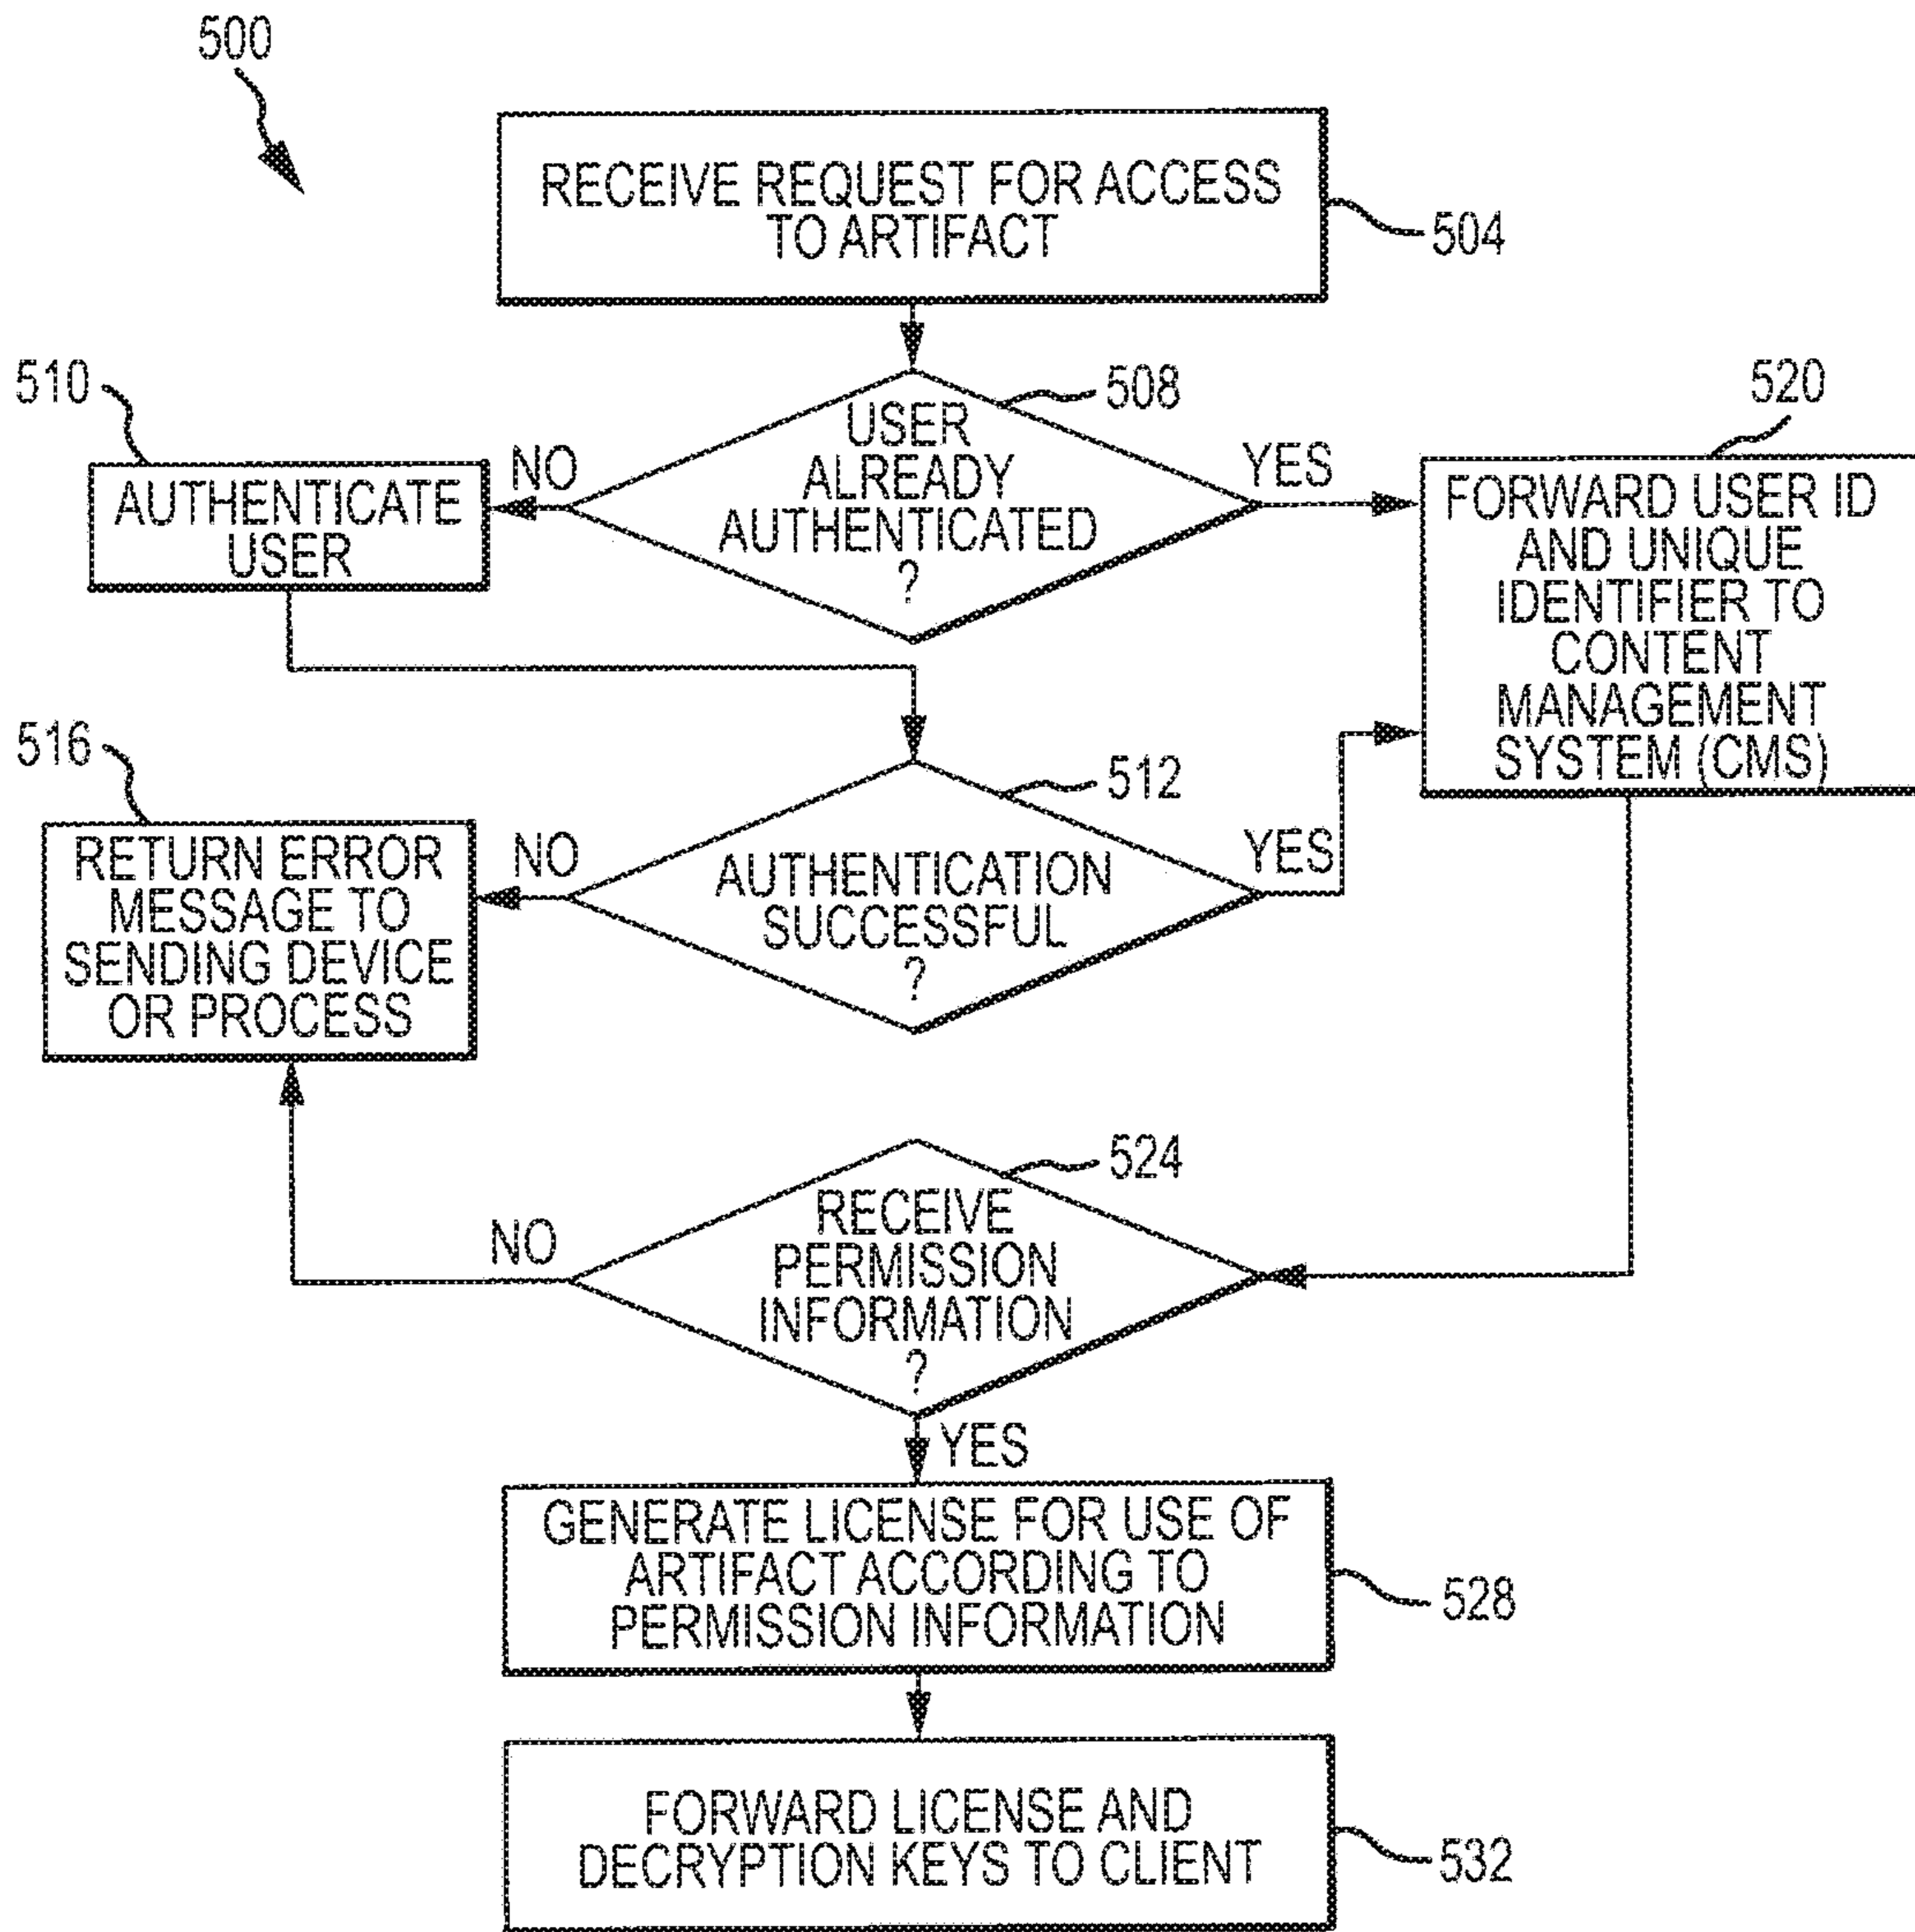 500
RECEIVE REQUEST FOR ACCESS
TO ARTIFACT
504
510
508
520
USER
ALREADY
AUTHENTICATED
?
NO
YES
AUTHENTICATE
USER
FORWARD USER ID
AND UNIQUE
IDENTIFIER TO
CONTENT
MANAGEMENT
SYSTEM (CMS)
516
512
AUTHENTICATION
SUCCESSFUL
?
NO
YES
RETURN ERROR
MESSAGE TO
SENDING DEVICE
OR PROCESS
524
RECEIVE
PERMISSION
INFORMATION
?
NO
YES
GENERATE LICENSE FOR USE OF
ARTIFACT ACCORDING TO
PERMISSION INFORMATION
528
FORWARD LICENSE AND
DECRYPTION KEYS TO CLIENT
532